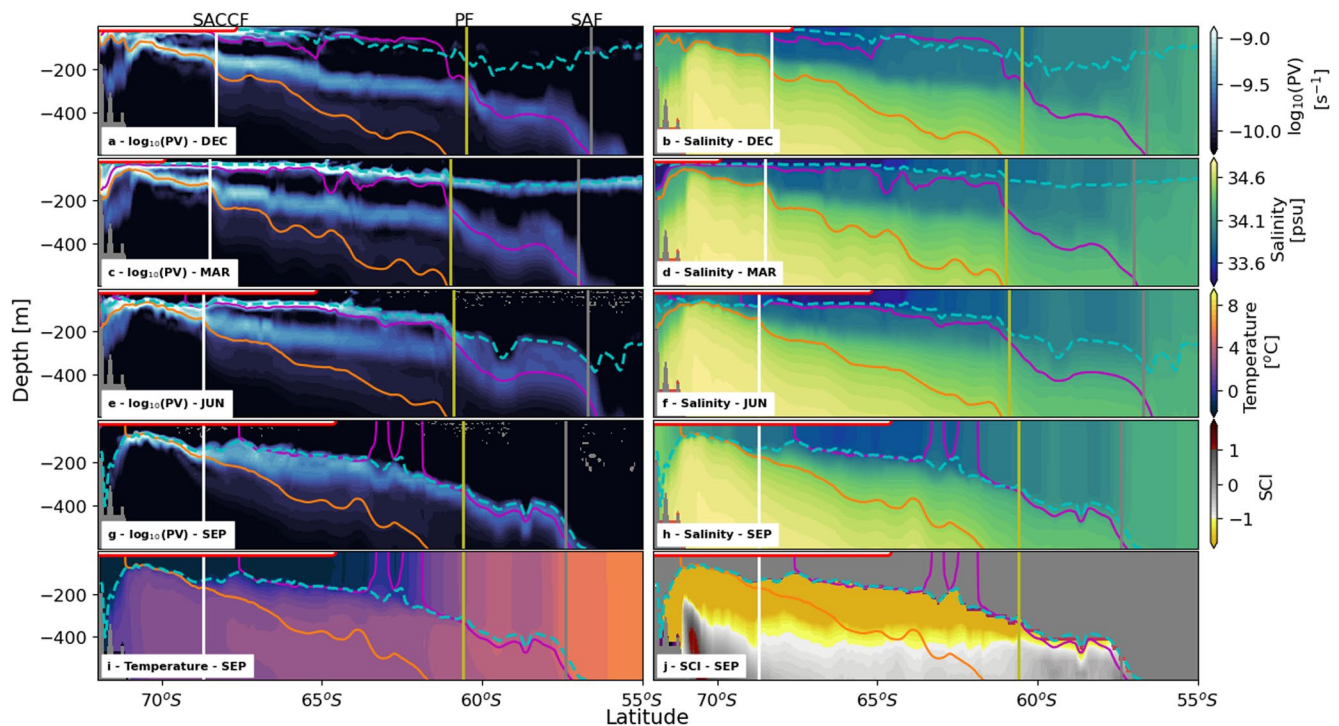 SACCF PF SAF
a - log₁₀(PV) - DEC
b - Salinity - DEC
c - log₁₀(PV) - MAR
d - Salinity - MAR
e - log₁₀(PV) - JUN
f - Salinity - JUN
g - log₁₀(PV) - SEP
h - Salinity - SEP
i - Temperature - SEP
j - SCI - SEP
−200
−400
−200
−400
−200
−400
−200
−400
−200
−400
Depth [m]
70°S 65°S 60°S 55°S 70°S 65°S 60°S 55°S
Latitude
−9.0
−9.5
−10.0
log₁₀(PV)
[s⁻¹]
34.6
34.1
33.6
Salinity
[psu]
8
4
0
Temperature
[°C]
1
0
−1
SCI